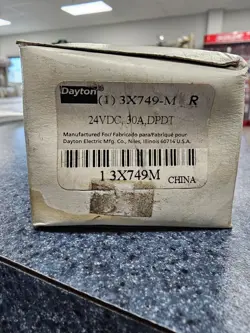 Dayton® (1) 3X749-M R
24VDC, 30A,DPDT
Manufactured For/ Fabricado para/Fabriqué pour
Dayton Electric Mfg. Co., Niles, Illinois 60714 U.S.A.
1 3X749M
CHINA